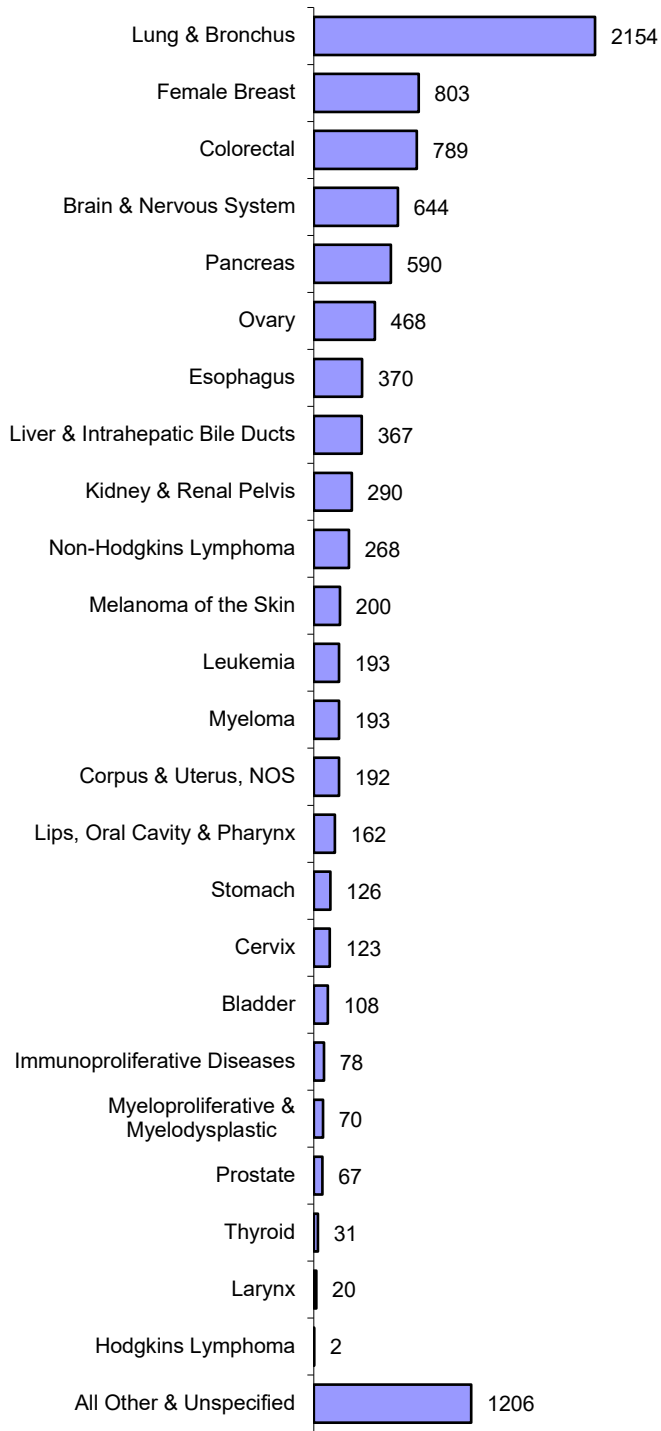 Lung & Bronchus 2154
Female Breast 803
Colorectal 789
Brain & Nervous System 644
Pancreas 590
Ovary 468
Esophagus 370
Liver & Intrahepatic Bile Ducts 367
Kidney & Renal Pelvis 290
Non-Hodgkins Lymphoma 268
Melanoma of the Skin 200
Leukemia 193
Myeloma 193
Corpus & Uterus, NOS 192
Lips, Oral Cavity & Pharynx 162
Stomach 126
Cervix 123
Bladder 108
Immunoproliferative Diseases 78
Myeloproliferative &
Myelodysplastic 70
Prostate 67
Thyroid 31
Larynx 20
Hodgkins Lymphoma 2
All Other & Unspecified 1206